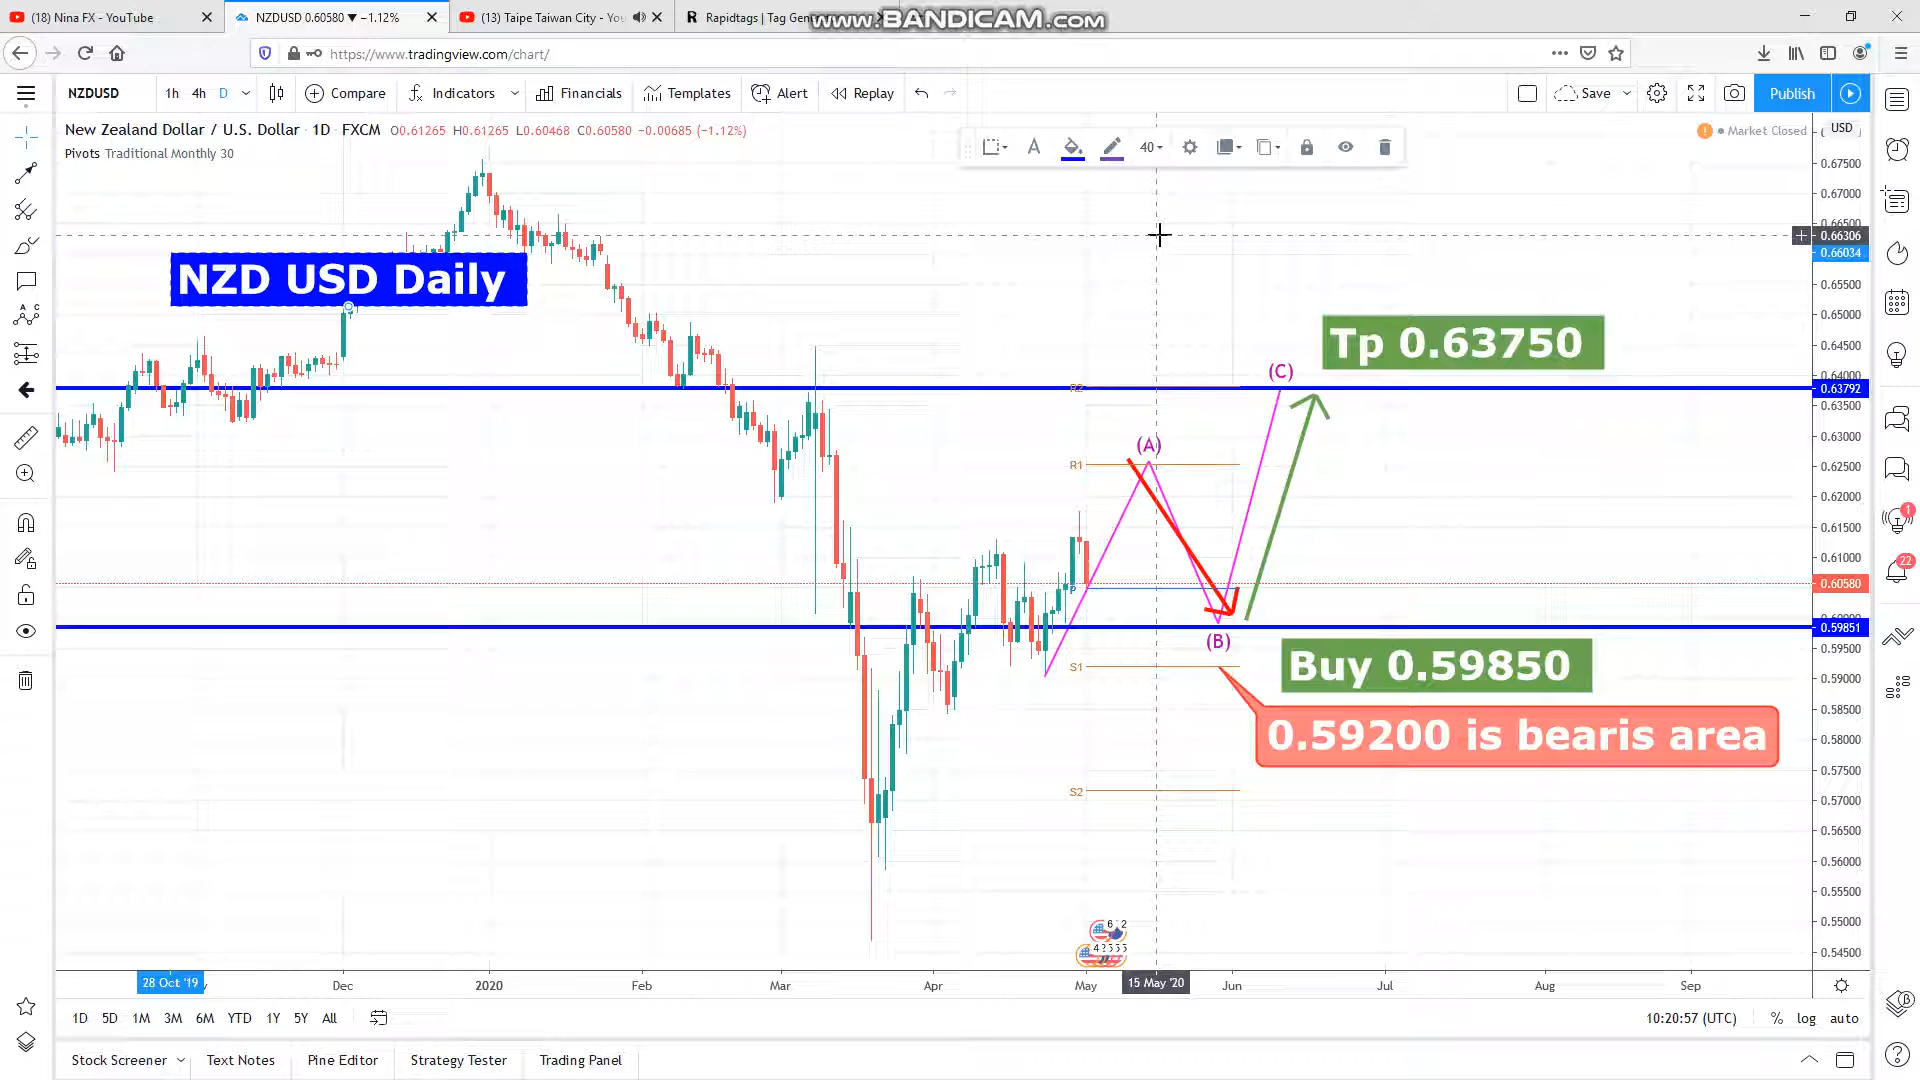 (18) Nina FX - YouTube
NZDUSD 0.60580 ▼ −1.12%
(13) Taipe Taiwan City - You
Rapidtags | Tag Gen
www.BANDICAM.com
https://www.tradingview.com/chart/
NZDUSD 1h 4h D Compare Indicators Financials Templates Alert Replay Save Publish
New Zealand Dollar / U.S. Dollar · 1D · FXCM O0.61265 H0.61265 L0.60468 C0.60580 −0.00685 (−1.12%)
Market Closed
USD
Pivots Traditional Monthly 30
40
0.67500
0.67000
0.66500
0.66306
0.66034
0.65500
0.65000
0.64500
0.64000
0.63792
0.63500
0.63000
0.62500
0.62000
0.61500
0.61000
0.60580
0.59851
0.59500
0.59000
0.58500
0.58000
0.57500
0.57000
0.56500
0.56000
0.55500
0.55000
0.54500
NZD USD Daily
Tp 0.63750
(C)
R2
(A)
R1
P
(B)
S1
Buy 0.59850
0.59200 is bearis area
S2
1
22
28 Oct '19 Dec 2020 Feb Mar Apr May 15 May '20 Jun Jul Aug Sep
1D 5D 1M 3M 6M YTD 1Y 5Y All
10:20:57 (UTC) % log auto
Stock Screener Text Notes Pine Editor Strategy Tester Trading Panel